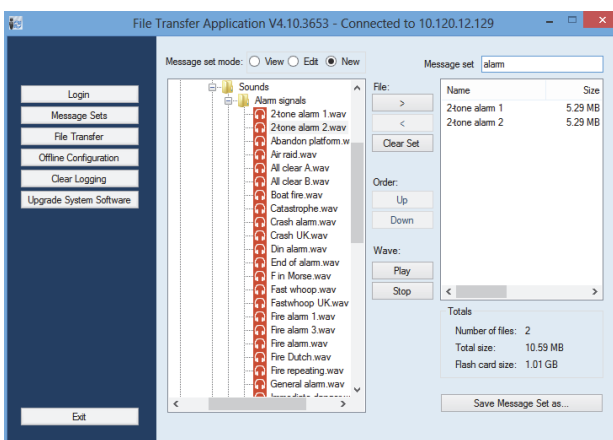 File Transfer Application V4.10.3653 - Connected to 10.120.12.129
Login
Message Sets
File Transfer
Offline Configuration
Clear Logging
Upgrade System Software
Exit
Message set mode: View Edit New
Sounds
Alarm signals
2-tone alarm 1.wav
2-tone alarm 2.wav
Abandon platform.w
Air raid.wav
All clear A.wav
All clear B.wav
Boat fire.wav
Catastrophe.wav
Crash alarm.wav
Crash UK.wav
Din alarm.wav
End of alarm.wav
F in Morse.wav
Fast whoop.wav
Fastwhoop UK.wav
Fire alarm 1.wav
Fire alarm 3.wav
Fire alarm.wav
Fire Dutch.wav
Fire repeating.wav
General alarm.wav
File:
>
<
Clear Set
Order:
Up
Down
Wave:
Play
Stop
Message set alarm
Name Size
2-tone alarm 1 5.29 MB
2-tone alarm 2 5.29 MB
Totals
Number of files: 2
Total size: 10.59 MB
Flash card size: 1.01 GB
Save Message Set as...